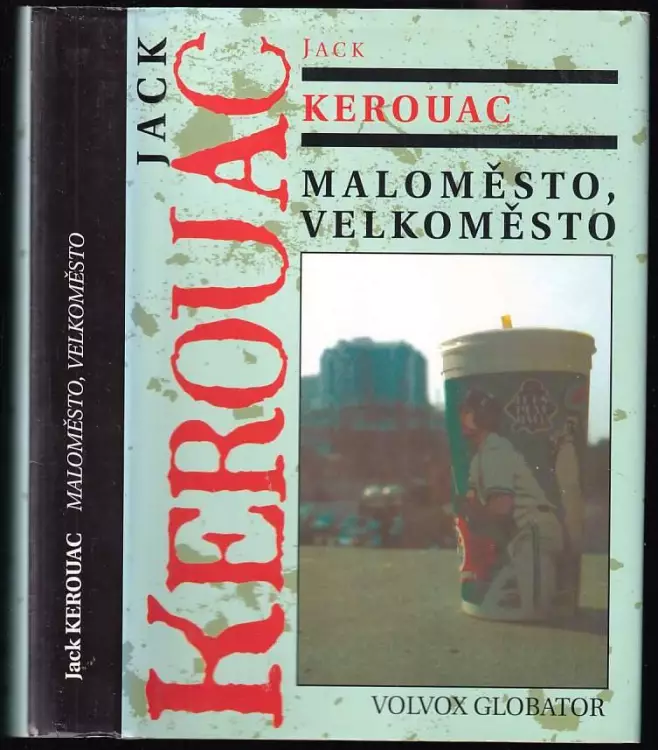 Jack KEROUAC MALOMĚSTO, VELKOMĚSTO
JACK
KEROUAC
JACK
KEROUAC
MALOMĚSTO,
VELKOMĚSTO
VOLVOX GLOBATOR